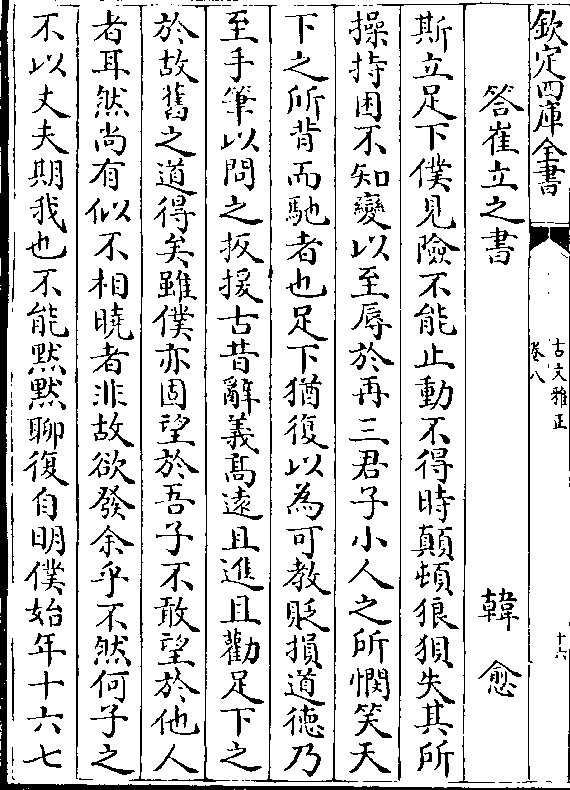 欽定四庫全書
古文雅正
卷八
十六
答崔立之書
韓愈
斯立足下僕見險不能止動不得時顛頓狼狽失其所
操持困不知變以至辱於再三君子小人之所憫笑天
下之所背而馳者也足下猶復以為可教貶損道德乃
至手筆以問之扳援古昔辭義髙遠且進且勸足下之
於故舊之道得矣雖僕亦固望於吾子不敢望於他人
者耳然尚有似不相曉者非故欲發余乎不然何子之
不以丈夫期我也不能黙黙聊復自明僕始年十六七